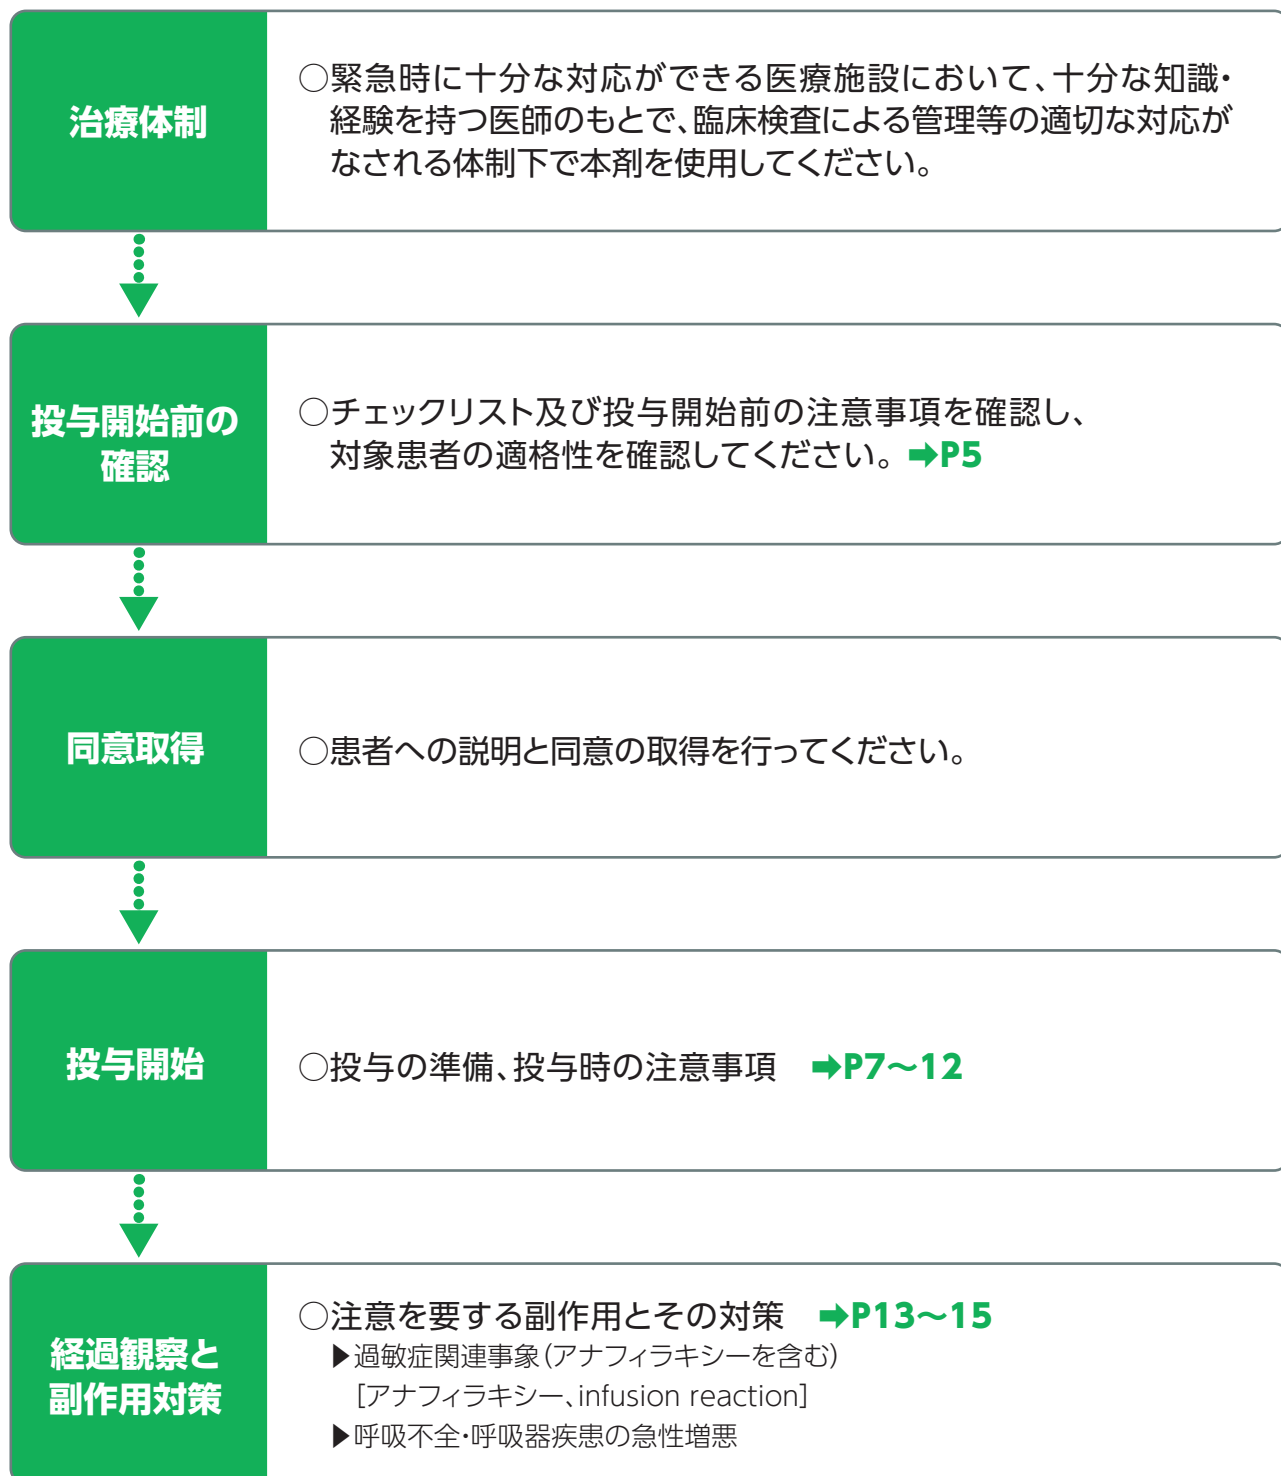 治療体制
○緊急時に十分な対応ができる医療施設において、十分な知識・
経験を持つ医師のもとで、臨床検査による管理等の適切な対応が
なされる体制下で本剤を使用してください。
投与開始前の
確認
○チェックリスト及び投与開始前の注意事項を確認し、
対象患者の適格性を確認してください。➡P5
同意取得
○患者への説明と同意の取得を行ってください。
投与開始
○投与の準備、投与時の注意事項 ➡P7〜12
経過観察と
副作用対策
○注意を要する副作用とその対策 ➡P13〜15
▶過敏症関連事象(アナフィラキシーを含む)
[アナフィラキシー、infusion reaction]
▶呼吸不全・呼吸器疾患の急性増悪